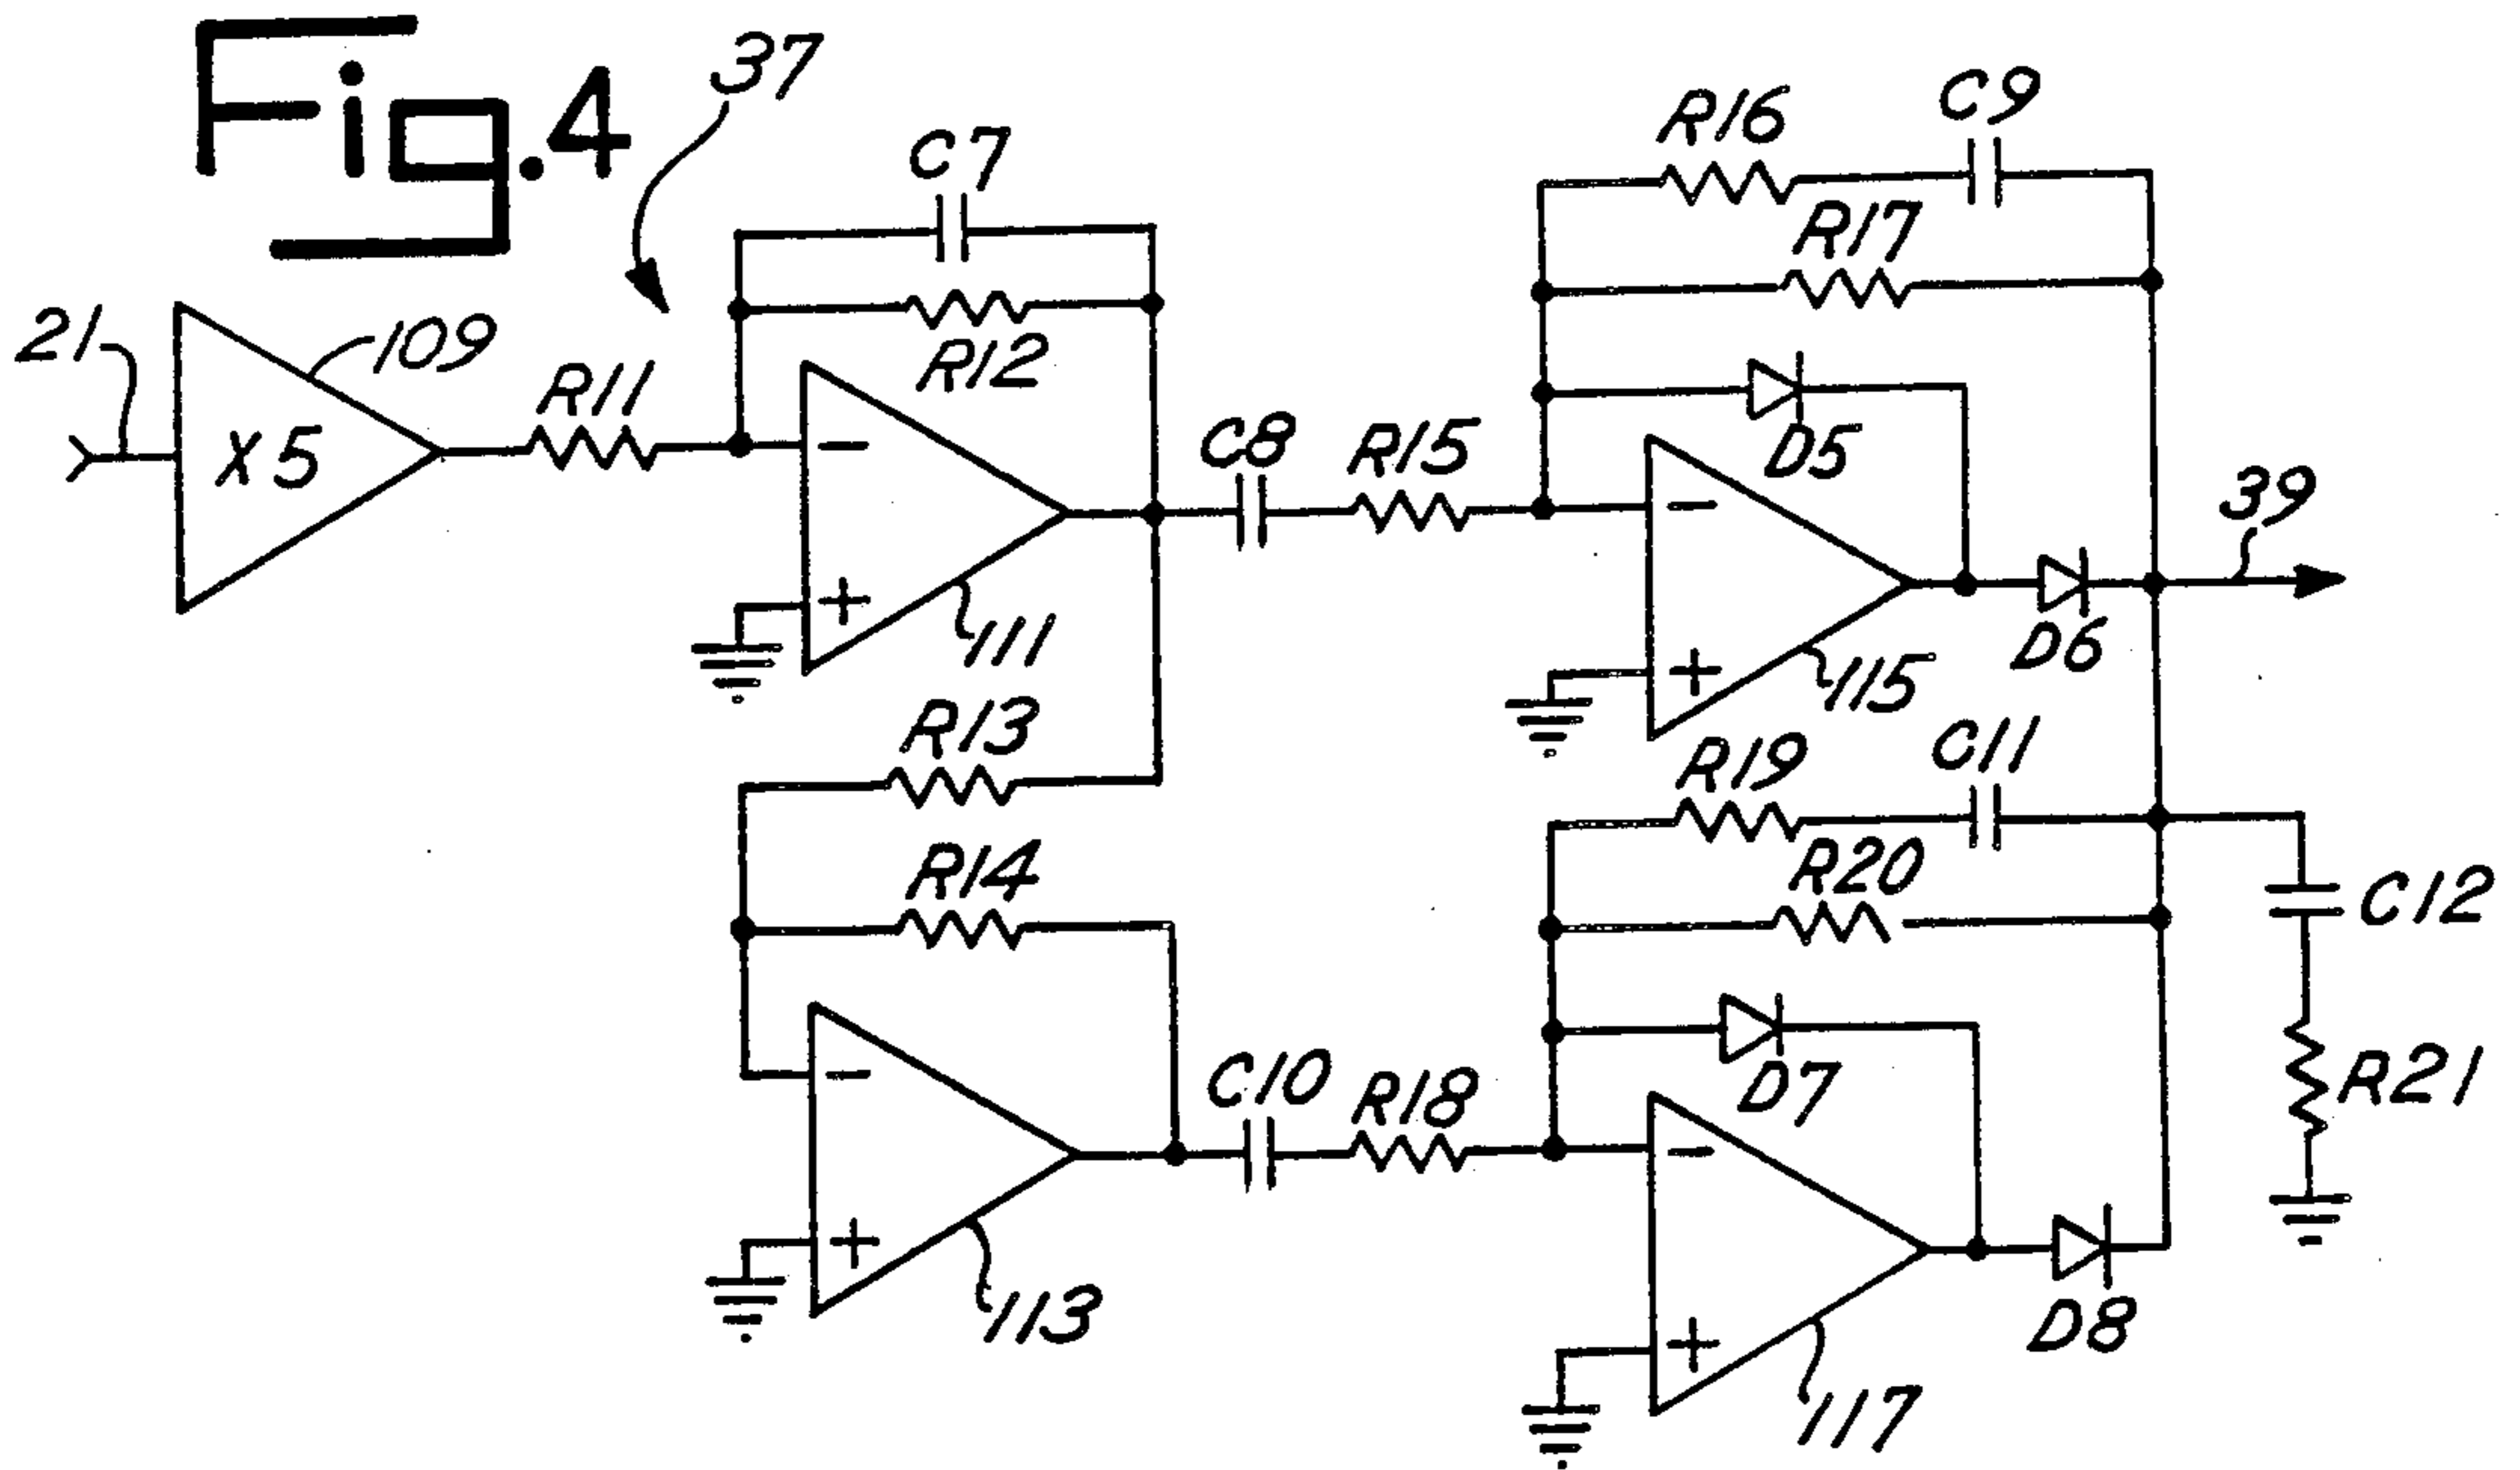 Fig.4
37
C7
R16
C9
R17
21
109
X5
R11
R12
C8
R15
D5
39
−
+
111
−
+
115
D6
R13
R19
C11
R14
R20
C12
−
+
113
C10
R18
D7
R21
−
+
117
D8